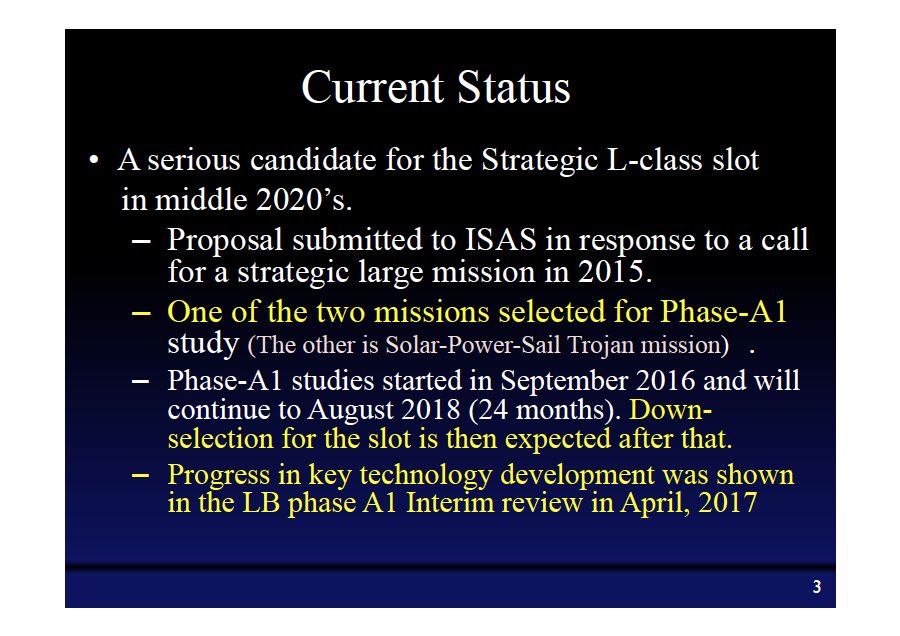 Current Status
• A serious candidate for the Strategic L-class slot
in middle 2020’s.
– Proposal submitted to ISAS in response to a call
for a strategic large mission in 2015.
– One of the two missions selected for Phase-A1
study (The other is Solar-Power-Sail Trojan mission) .
– Phase-A1 studies started in September 2016 and will
continue to August 2018 (24 months). Down-
selection for the slot is then expected after that.
– Progress in key technology development was shown
in the LB phase A1 Interim review in April, 2017
3